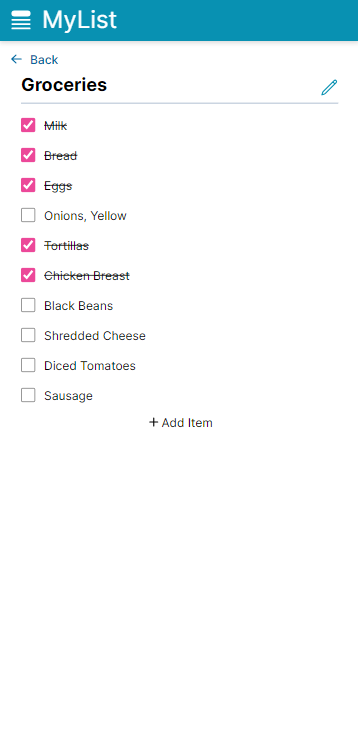 MyList
Back
Groceries
Milk
Bread
Eggs
Onions, Yellow
Tortillas
Chicken Breast
Black Beans
Shredded Cheese
Diced Tomatoes
Sausage
+ Add Item